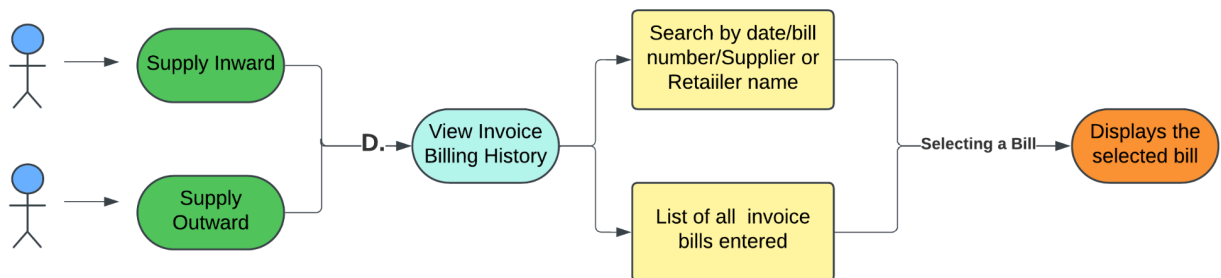 Supply Inward
Supply
Outward
D.
View Invoice
Billing History
Search by date/bill
number/Supplier or
Retaiiler name
List of all  invoice
bills entered
Selecting a Bill
Displays the
selected bill